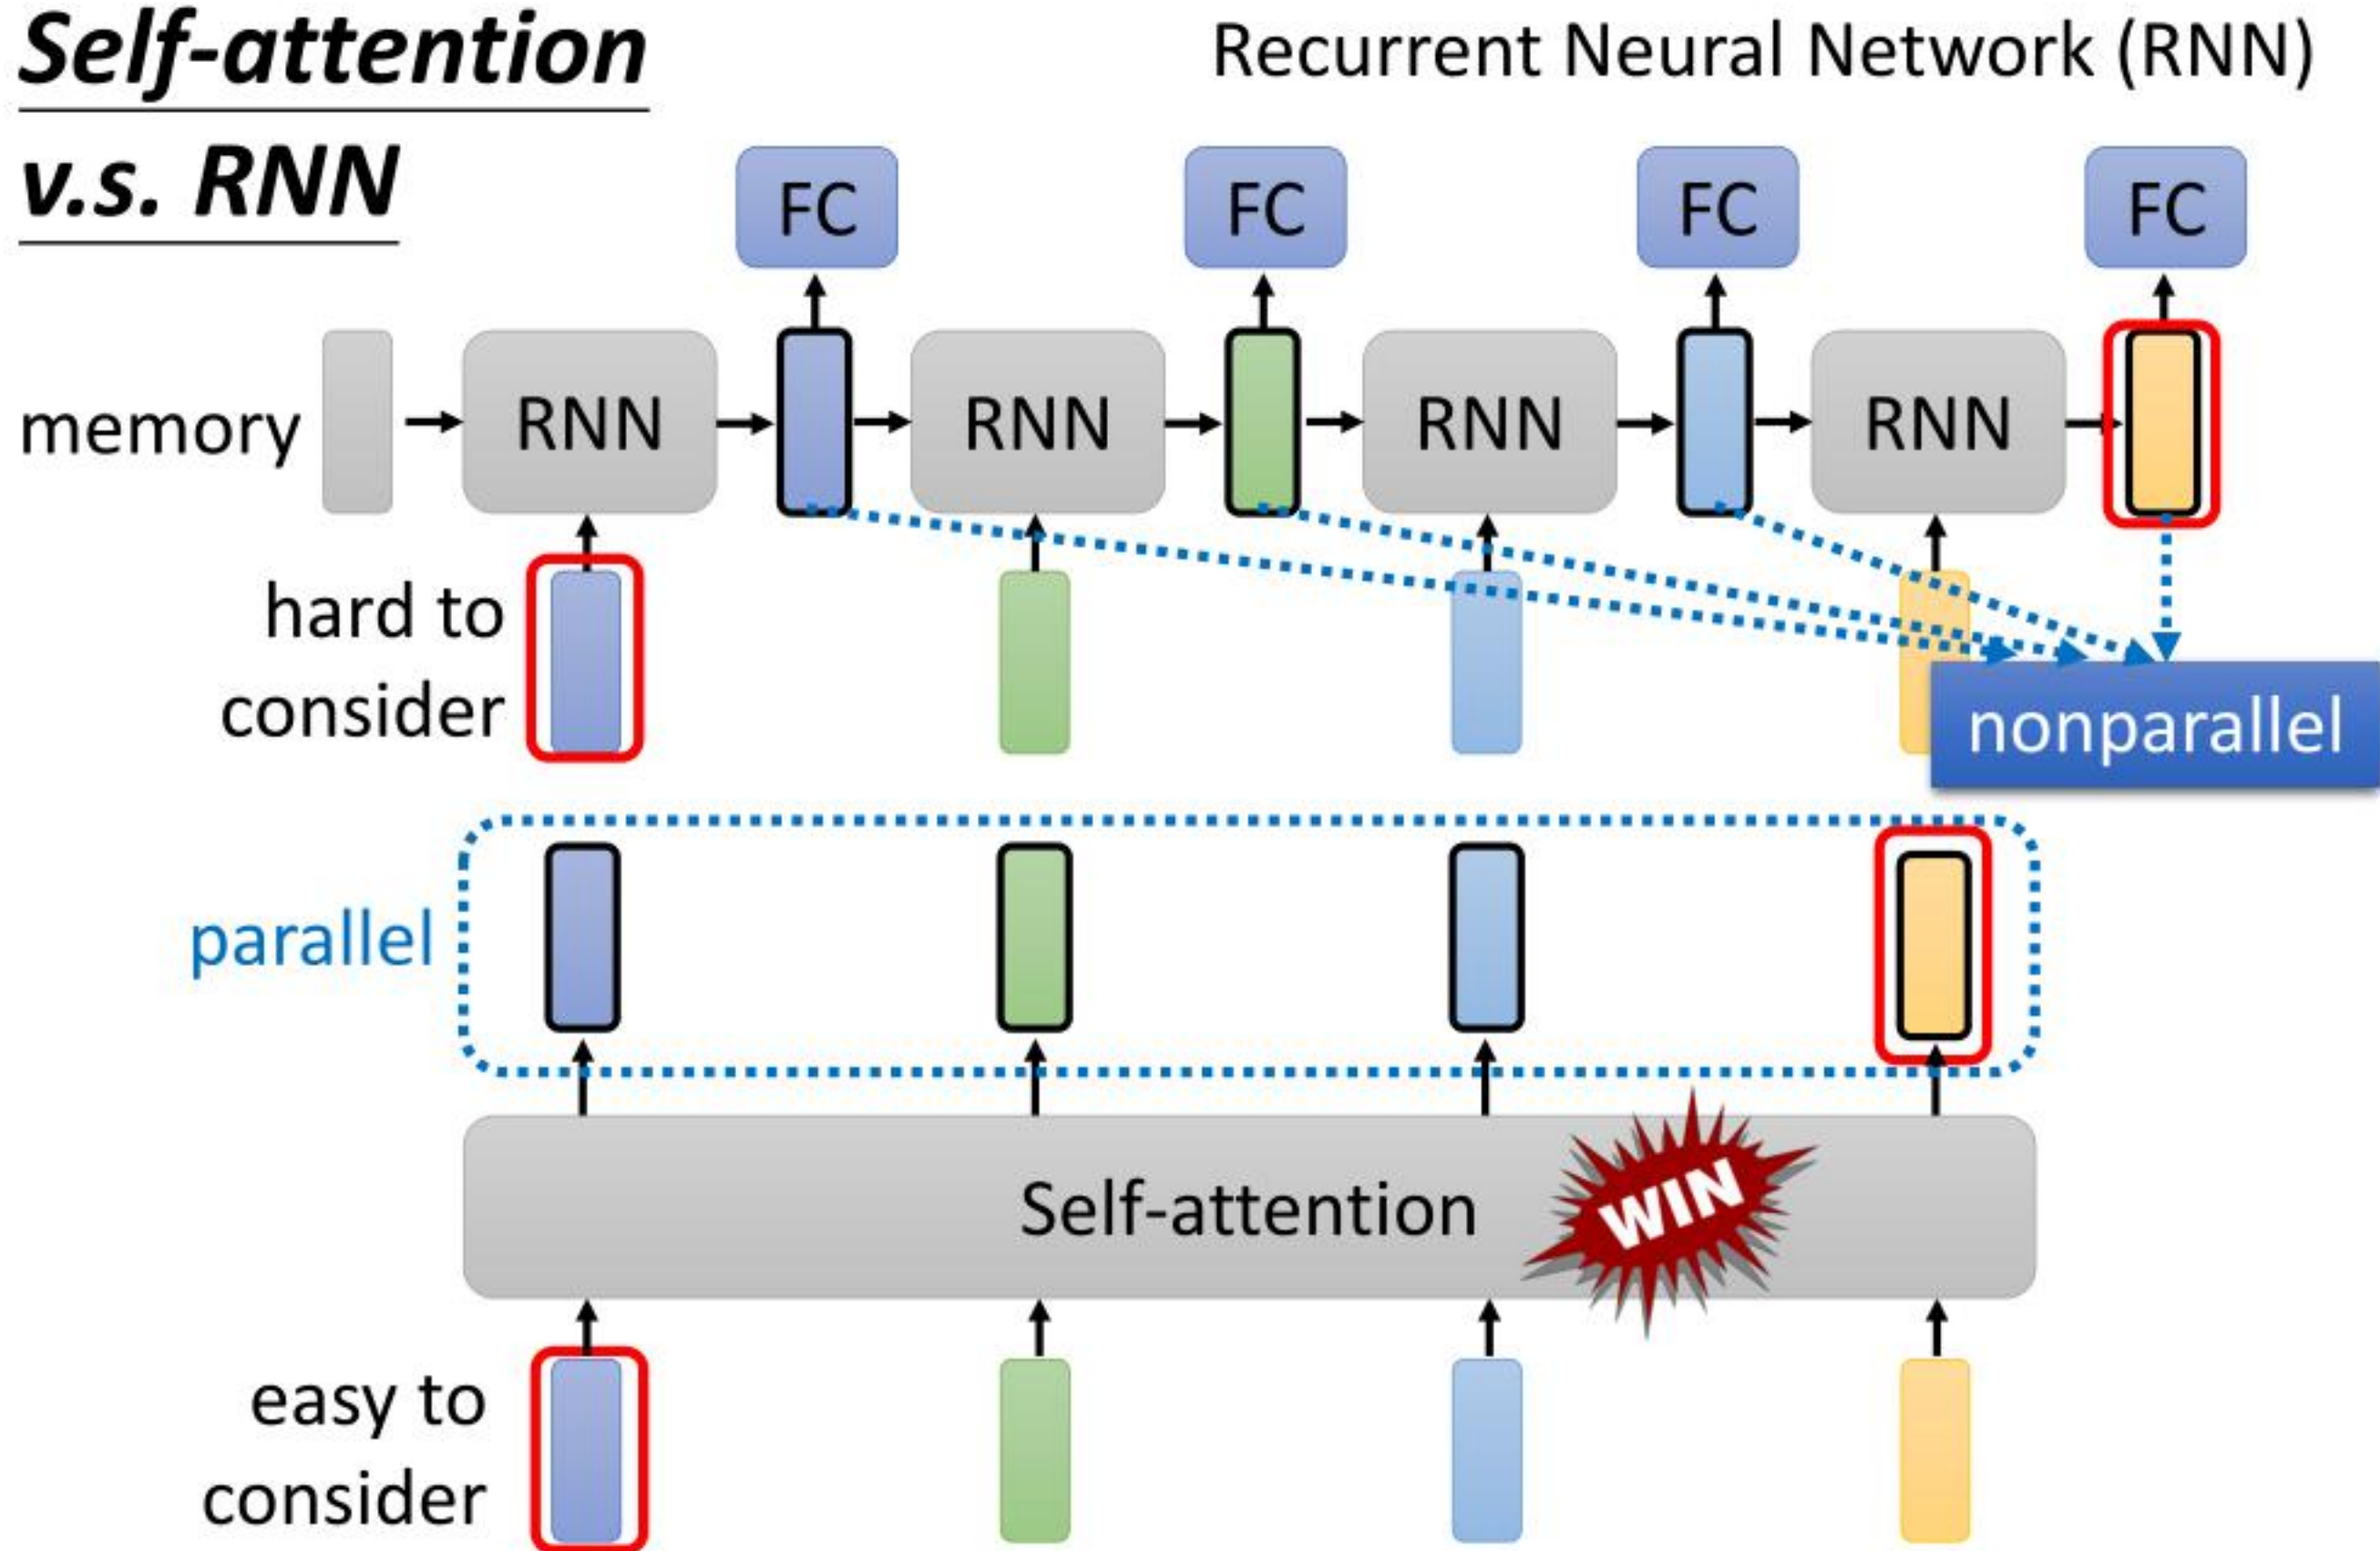 Self-attention
v.s. RNN
Recurrent Neural Network (RNN)
FC FC FC FC
memory RNN RNN RNN RNN
hard to
consider
nonparallel
parallel
Self-attention WIN
easy to
consider